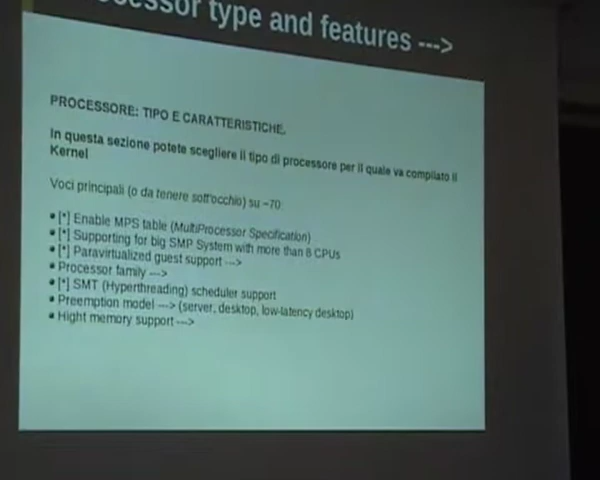 cessor type and features --->
PROCESSORE: TIPO E CARATTERISTICHE.
In questa sezione potete scegliere il tipo di processore per il quale va compilato il
Kernel
Voci principali (o da tenere sott'occhio) su ~70
• [*] Enable MPS table (MultiProcessor Specification)
• [*] Supporting for big SMP System with more than 8 CPUs
• [*] Paravirtualized guest support --->
• Processor family --->
• [*] SMT (Hyperthreading) scheduler support
• Preemption model ---> (server, desktop, low-latency desktop)
• Hight memory support --->